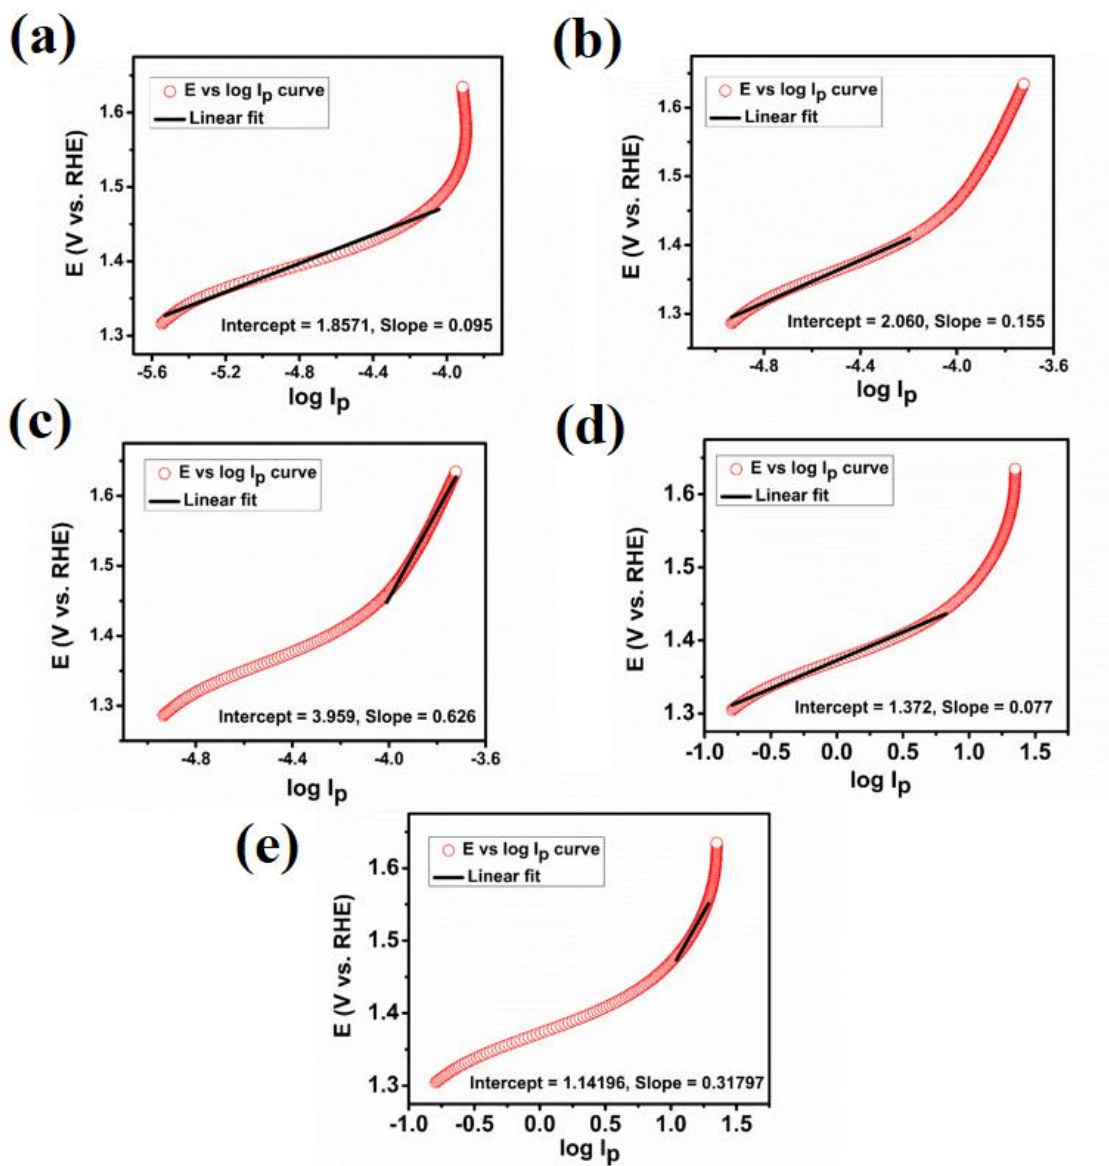 (a)
E vs log Ip curve
Linear fit
E (V vs. RHE)
1.6
1.5
1.4
1.3
Intercept = 1.8571, Slope = 0.095
-5.6 -5.2 -4.8 -4.4 -4.0
log Ip
(b)
E vs log Ip curve
Linear fit
E (V vs. RHE)
1.6
1.5
1.4
1.3
Intercept = 2.060, Slope = 0.155
-4.8 -4.4 -4.0 -3.6
log Ip
(c)
E vs log Ip curve
Linear fit
E (V vs. RHE)
1.6
1.5
1.4
1.3
Intercept = 3.959, Slope = 0.626
-4.8 -4.4 -4.0 -3.6
log Ip
(d)
E vs log Ip curve
Linear fit
E (V vs. RHE)
1.6
1.5
1.4
1.3
Intercept = 1.372, Slope = 0.077
-1.0 -0.5 0.0 0.5 1.0 1.5
log Ip
(e)
E vs log Ip curve
Linear fit
E (V vs. RHE)
1.6
1.5
1.4
1.3
Intercept = 1.14196, Slope = 0.31797
-1.0 -0.5 0.0 0.5 1.0 1.5
log Ip